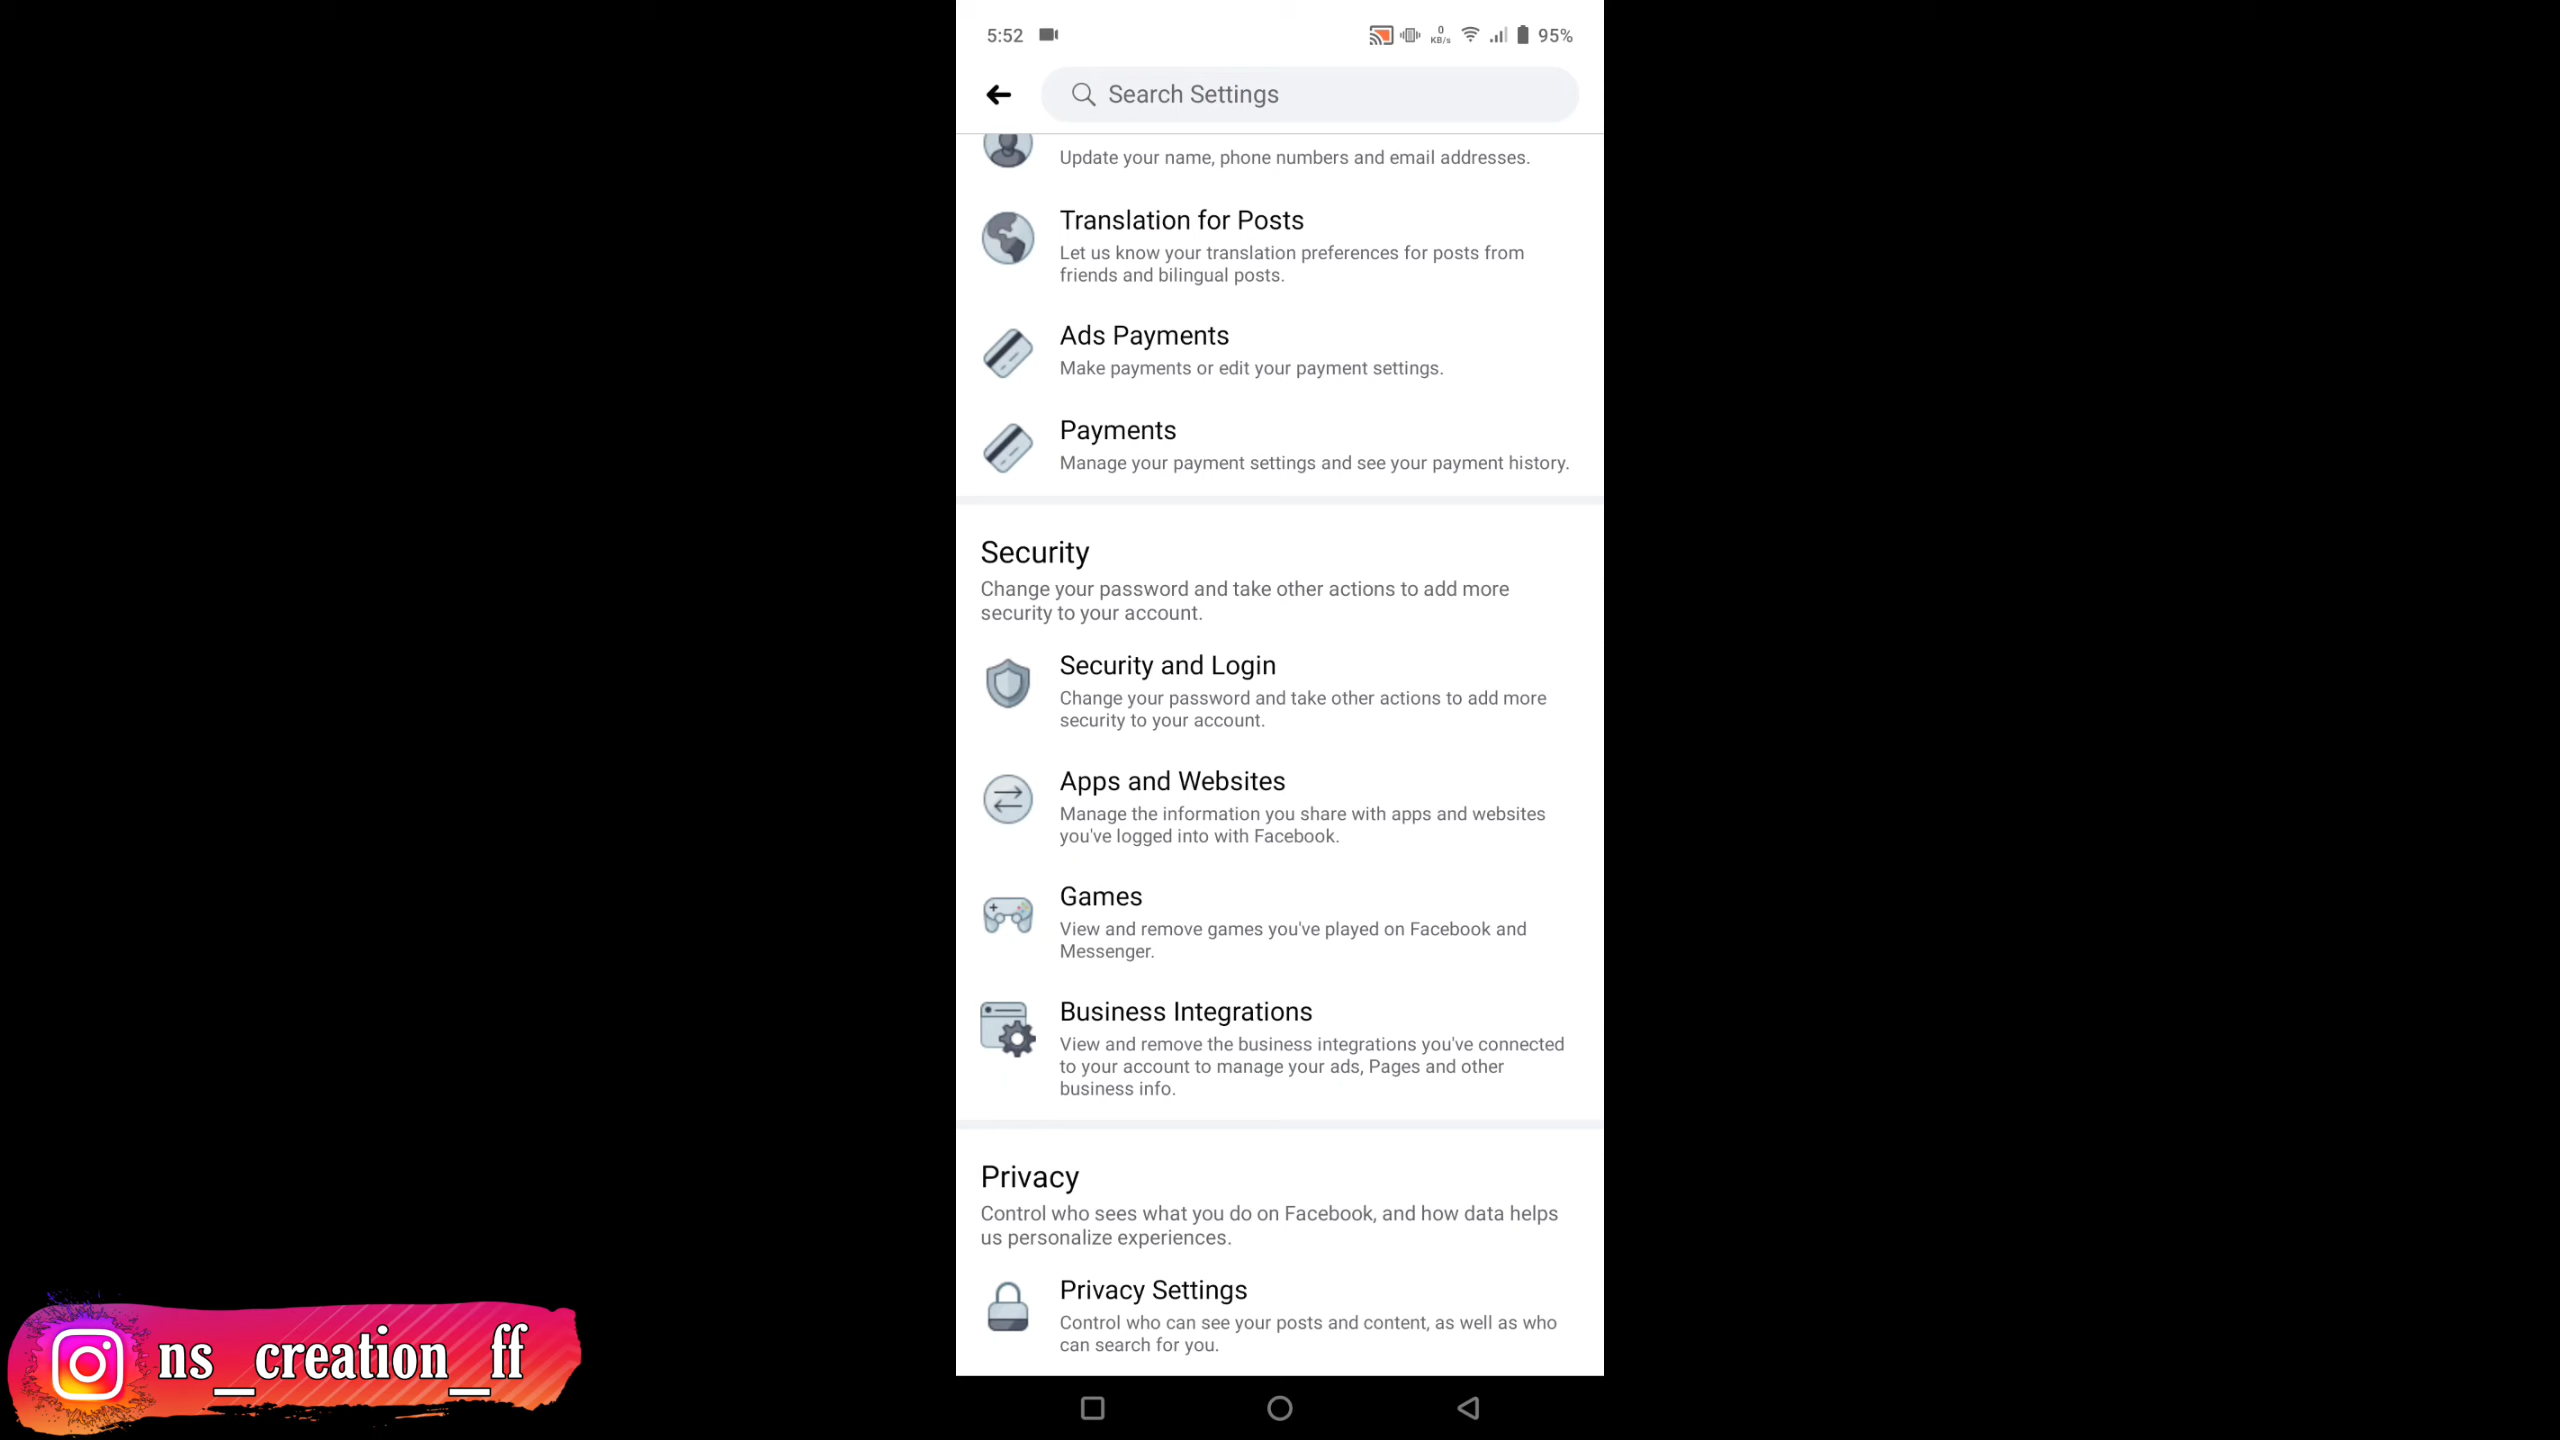 5:52
0
KB/s
95%
Search Settings
Update your name, phone numbers and email addresses.
Translation for Posts
Let us know your translation preferences for posts from
friends and bilingual posts.
Ads Payments
Make payments or edit your payment settings.
Payments
Manage your payment settings and see your payment history.
Security
Change your password and take other actions to add more
security to your account.
Security and Login
Change your password and take other actions to add more
security to your account.
Apps and Websites
Manage the information you share with apps and websites
you've logged into with Facebook.
Games
View and remove games you've played on Facebook and
Messenger.
Business Integrations
View and remove the business integrations you've connected
to your account to manage your ads, Pages and other
business info.
Privacy
Control who sees what you do on Facebook, and how data helps
us personalize experiences.
Privacy Settings
Control who can see your posts and content, as well as who
can search for you.
ns_creation_ff